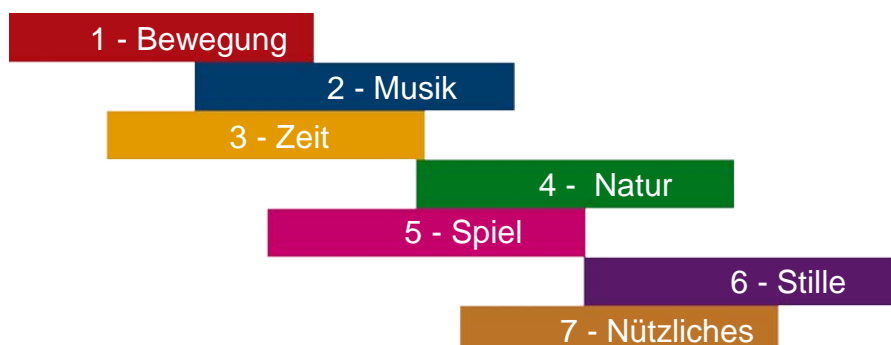 1 - Bewegung
2 - Musik
3 - Zeit
4 - Natur
5 - Spiel
6 - Stille
7 - Nützliches